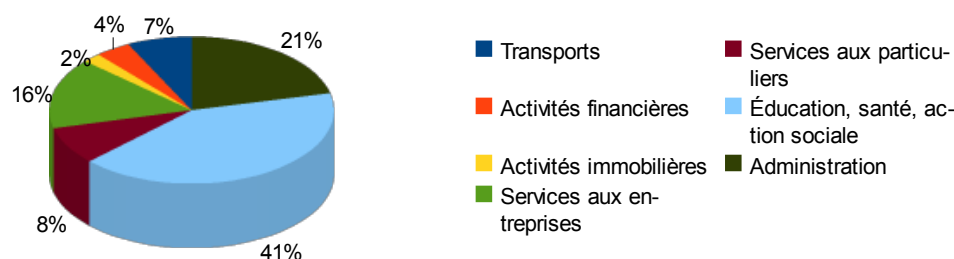 4%
7%
21%
2%
16%
8%
41%
Transports
Activités financières
Activités immobilières
Services aux en-
treprises
Services aux particu-
liers
Éducation, santé, ac-
tion sociale
Administration